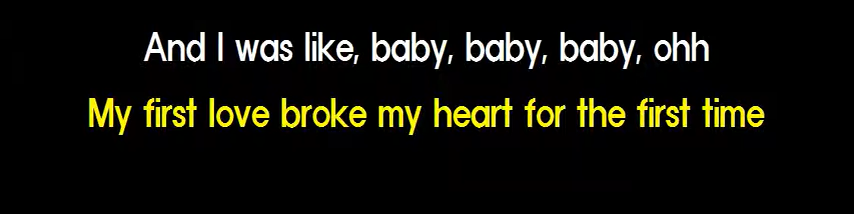 And I was like, baby, baby, baby, ohh
My first love broke my heart for the first time